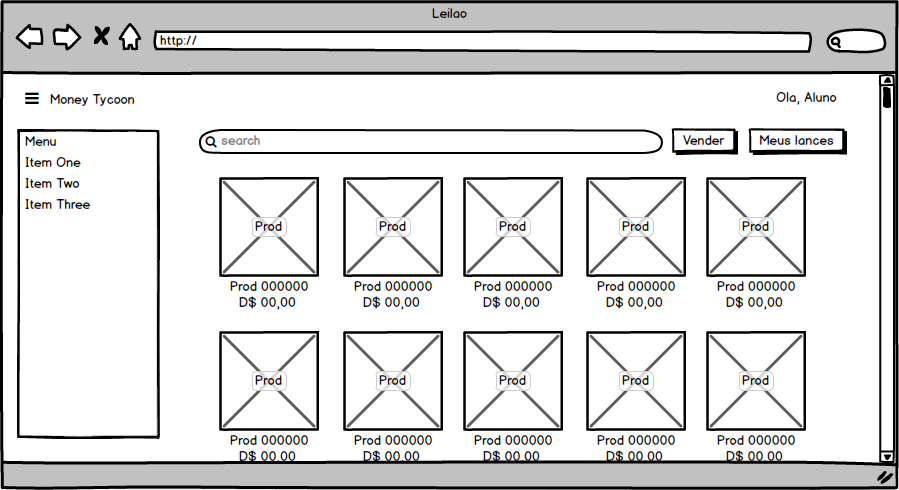 Leilao
http://
Money Tycoon
Ola, Aluno
Menu
Item One
Item Two
Item Three
search
Vender
Meus lances
Prod Prod Prod Prod Prod
Prod 000000 Prod 000000 Prod 000000 Prod 000000 Prod 000000
D$ 00,00 D$ 00,00 D$ 00,00 D$ 00,00 D$ 00,00
Prod Prod Prod Prod Prod
Prod 000000 Prod 000000 Prod 000000 Prod 000000 Prod 000000
D$ 00,00 D$ 00,00 D$ 00,00 D$ 00,00 D$ 00,00